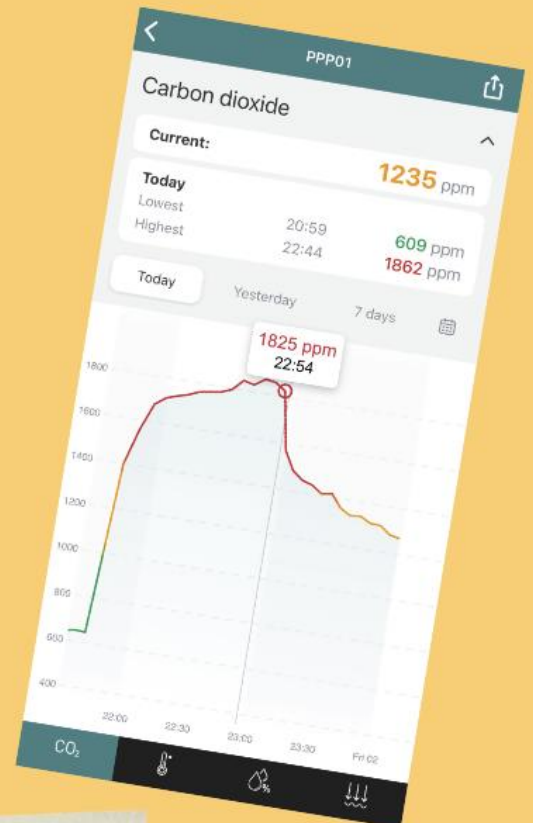 PPP01
Carbon dioxide
Current: 1235 ppm
Today
Lowest 20:59 609 ppm
Highest 22:44 1862 ppm
Today Yesterday 7 days
1825 ppm
22:54
1800
1600
1400
1200
1000
800
600
400
22:00 22:30 23:00 23:30 Fri 02
CO₂
%